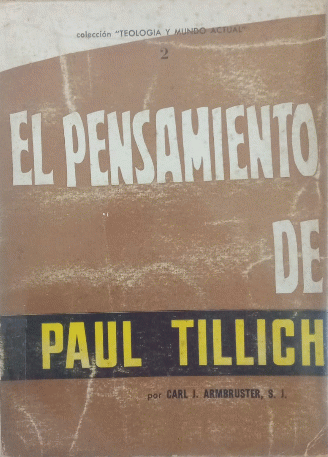 colección "TEOLOGIA Y MUNDO ACTUAL"
2
EL PENSAMIENTO
DE
PAUL TILLICH
por CARL J. ARMBRUSTER, S. I.